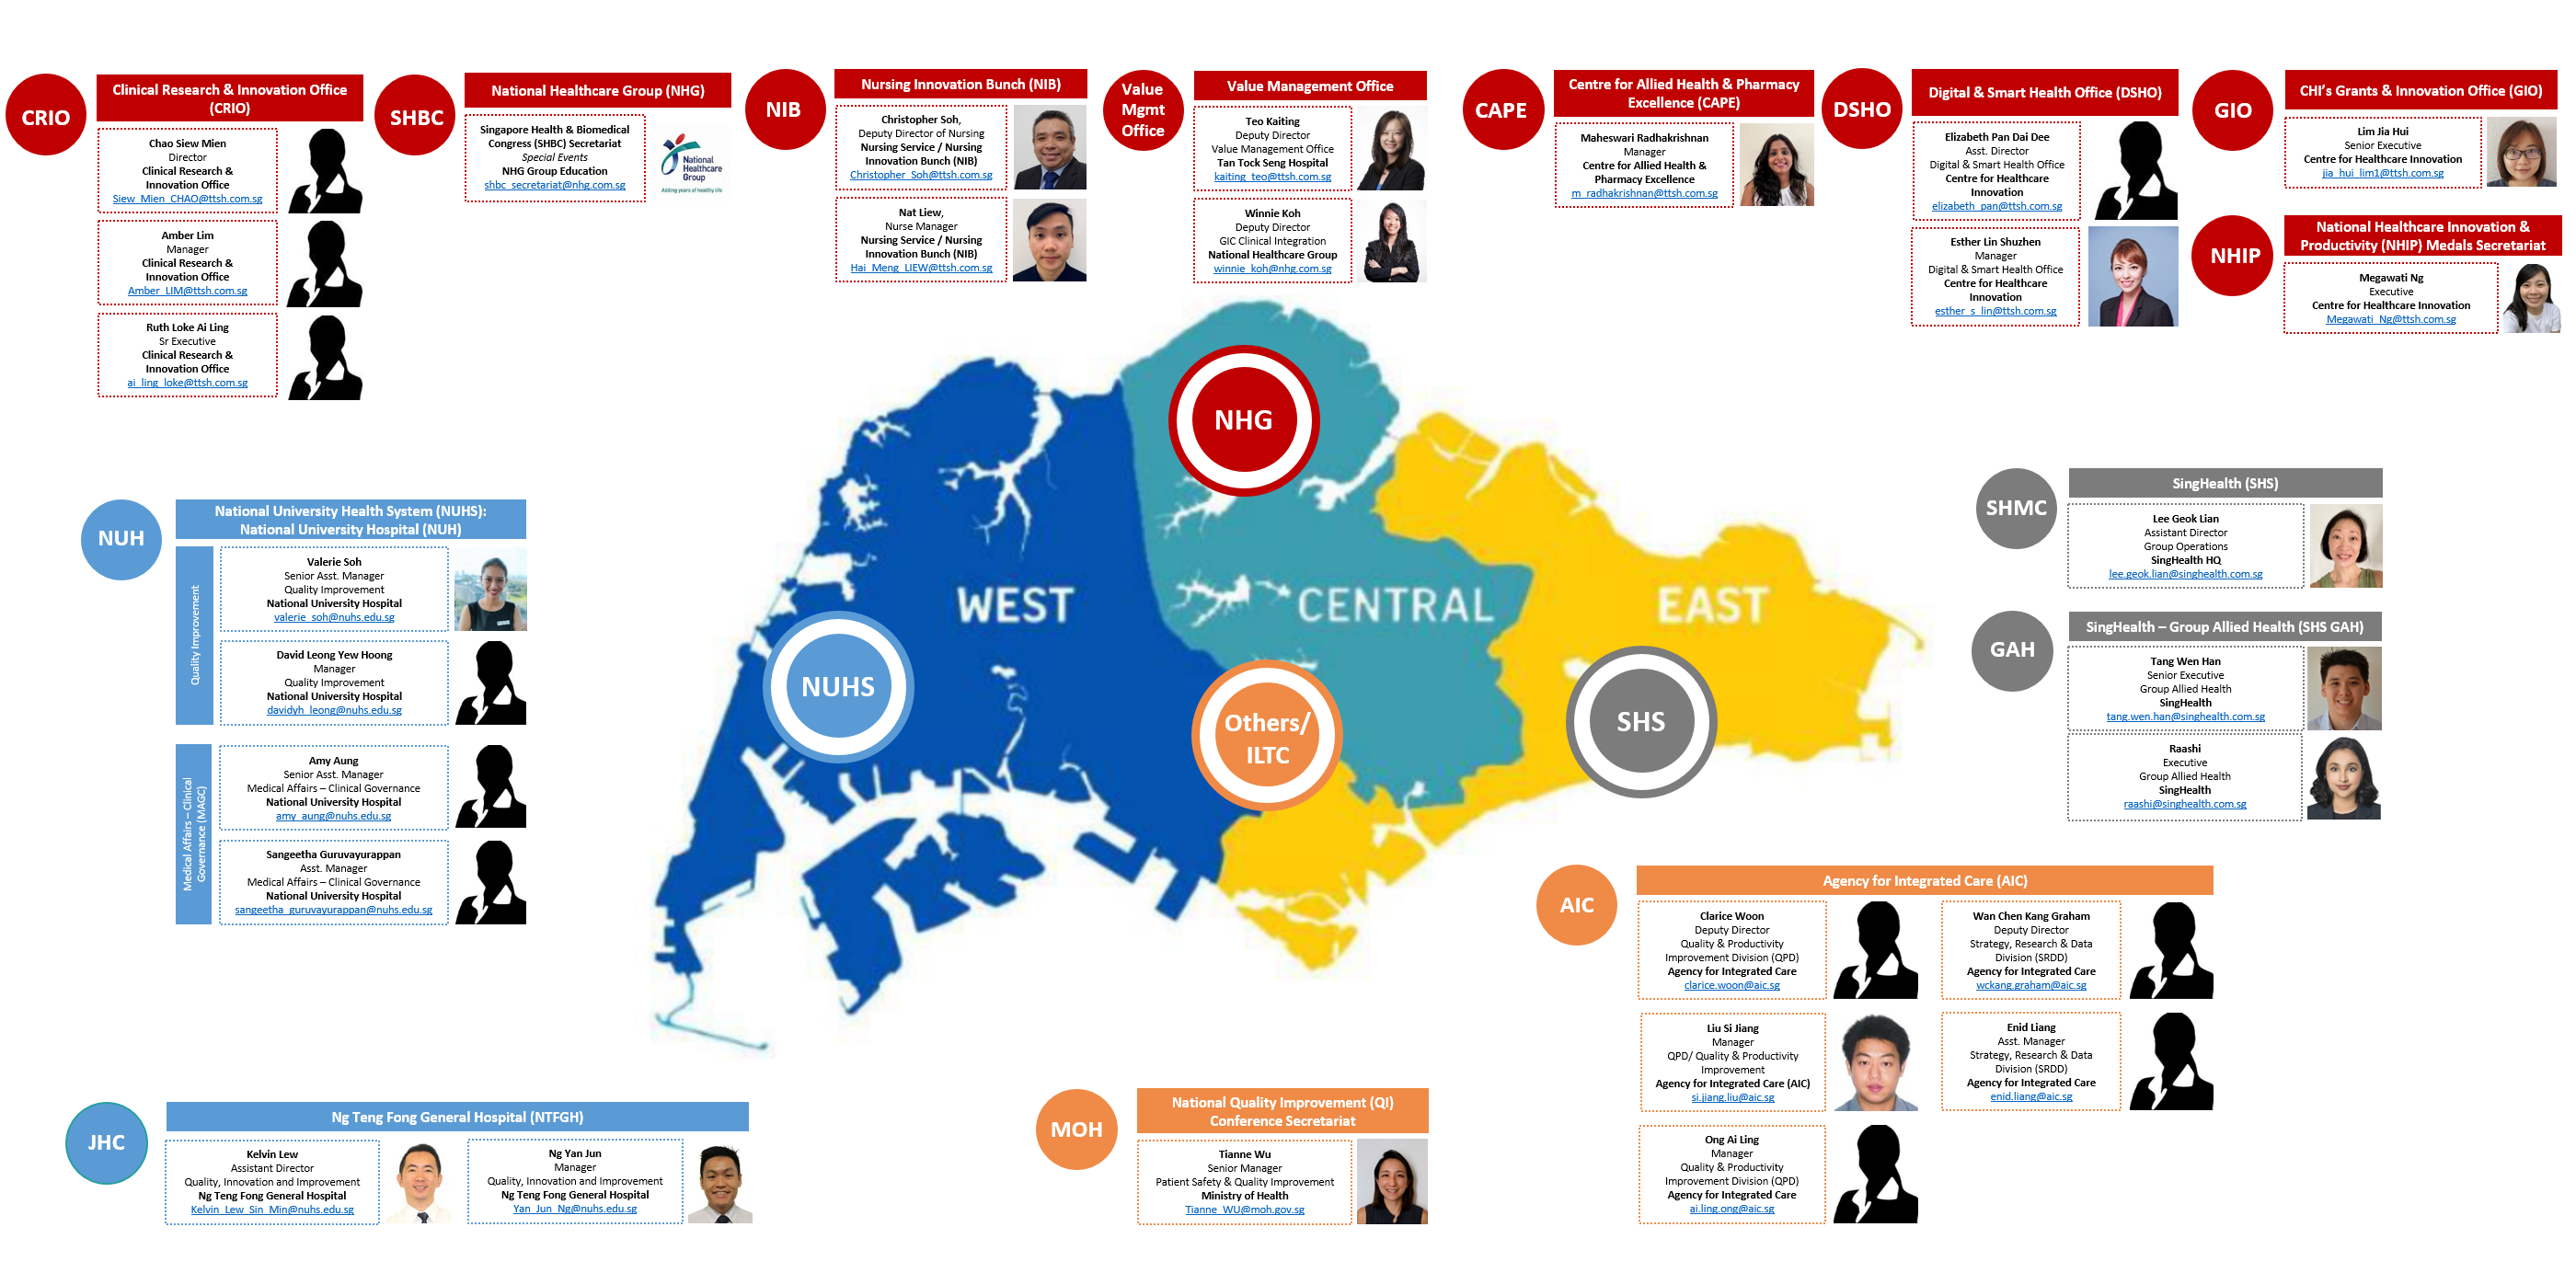 CRIO
Clinical Research & Innovation Office
(CRIO)
Chao Siew Mien
Director
Clinical Research &
Innovation Office
Siew_Mien_CHAO@ttsh.com.sg
Amber Lim
Manager
Clinical Research &
Innovation Office
Amber_LIM@ttsh.com.sg
Ruth Loke Ai Ling
Sr Executive
Clinical Research &
Innovation Office
ai_ling_loke@ttsh.com.sg
SHBC
National Healthcare Group (NHG)
Singapore Health & Biomedical
Congress (SHBC) Secretariat
Special Events
NHG Group Education
shbc_secretariat@nhg.com.sg
National
Healthcare
Group
Adding years of healthy life
NIB
Nursing Innovation Bunch (NIB)
Christopher Soh,
Deputy Director of Nursing
Nursing Service / Nursing
Innovation Bunch (NIB)
Christopher_Soh@ttsh.com.sg
Nat Liew,
Nurse Manager
Nursing Service / Nursing
Innovation Bunch (NIB)
Hai_Meng_LIEW@ttsh.com.sg
Value
Mgmt
Office
Value Management Office
Teo Kaiting
Deputy Director
Value Management Office
Tan Tock Seng Hospital
kaiting_teo@ttsh.com.sg
Winnie Koh
Deputy Director
GIC Clinical Integration
National Healthcare Group
winnie_koh@nhg.com.sg
CAPE
Centre for Allied Health & Pharmacy
Excellence (CAPE)
Maheswari Radhakrishnan
Manager
Centre for Allied Health &
Pharmacy Excellence
m_radhakrishnan@ttsh.com.sg
DSHO
Digital & Smart Health Office (DSHO)
Elizabeth Pan Dai Dee
Asst. Director
Digital & Smart Health Office
Centre for Healthcare
Innovation
elizabeth_pan@ttsh.com.sg
Esther Lin Shuzhen
Manager
Digital & Smart Health Office
Centre for Healthcare
Innovation
esther_s_lin@ttsh.com.sg
GIO
CHI's Grants & Innovation Office (GIO)
Lim Jia Hui
Senior Executive
Centre for Healthcare Innovation
jia_hui_lim1@ttsh.com.sg
NHIP
National Healthcare Innovation &
Productivity (NHIP) Medals Secretariat
Megawati Ng
Executive
Centre for Healthcare Innovation
Megawati_Ng@ttsh.com.sg
NHG
WEST
CENTRAL
EAST
NUHS
Others/
ILTC
SHS
NUH
National University Health System (NUHS):
National University Hospital (NUH)
Quality Improvement
Valerie Soh
Senior Asst. Manager
Quality Improvement
National University Hospital
valerie_soh@nuhs.edu.sg
David Leong Yew Hoong
Manager
Quality Improvement
National University Hospital
davidyh_leong@nuhs.edu.sg
Medical Affairs – Clinical
Governance (MAGC)
Amy Aung
Senior Asst. Manager
Medical Affairs – Clinical Governance
National University Hospital
amy_aung@nuhs.edu.sg
Sangeetha Guruvayurappan
Asst. Manager
Medical Affairs – Clinical Governance
National University Hospital
sangeetha_guruvayurappan@nuhs.edu.sg
SHMC
SingHealth (SHS)
Lee Geok Lian
Assistant Director
Group Operations
SingHealth HQ
lee.geok.lian@singhealth.com.sg
GAH
SingHealth – Group Allied Health (SHS GAH)
Tang Wen Han
Senior Executive
Group Allied Health
SingHealth
tang.wen.han@singhealth.com.sg
Raashi
Executive
Group Allied Health
SingHealth
raashi@singhealth.com.sg
AIC
Agency for Integrated Care (AIC)
Clarice Woon
Deputy Director
Quality & Productivity
Improvement Division (QPD)
Agency for Integrated Care
clarice.woon@aic.sg
Wan Chen Kang Graham
Deputy Director
Strategy, Research & Data
Division (SRDD)
Agency for Integrated Care
wckang.graham@aic.sg
Liu Si Jiang
Manager
QPD/ Quality & Productivity
Improvement
Agency for Integrated Care (AIC)
si.jiang.liu@aic.sg
Enid Liang
Asst. Manager
Strategy, Research & Data
Division (SRDD)
Agency for Integrated Care
enid.liang@aic.sg
Ong Ai Ling
Manager
Quality & Productivity
Improvement Division (QPD)
Agency for Integrated Care
ai.ling.ong@aic.sg
JHC
Ng Teng Fong General Hospital (NTFGH)
Kelvin Lew
Assistant Director
Quality, Innovation and Improvement
Ng Teng Fong General Hospital
Kelvin_Lew_Sin_Min@nuhs.edu.sg
Ng Yan Jun
Manager
Quality, Innovation and Improvement
Ng Teng Fong General Hospital
Yan_Jun_Ng@nuhs.edu.sg
MOH
National Quality Improvement (QI)
Conference Secretariat
Tianne Wu
Senior Manager
Patient Safety & Quality Improvement
Ministry of Health
Tianne_WU@moh.gov.sg